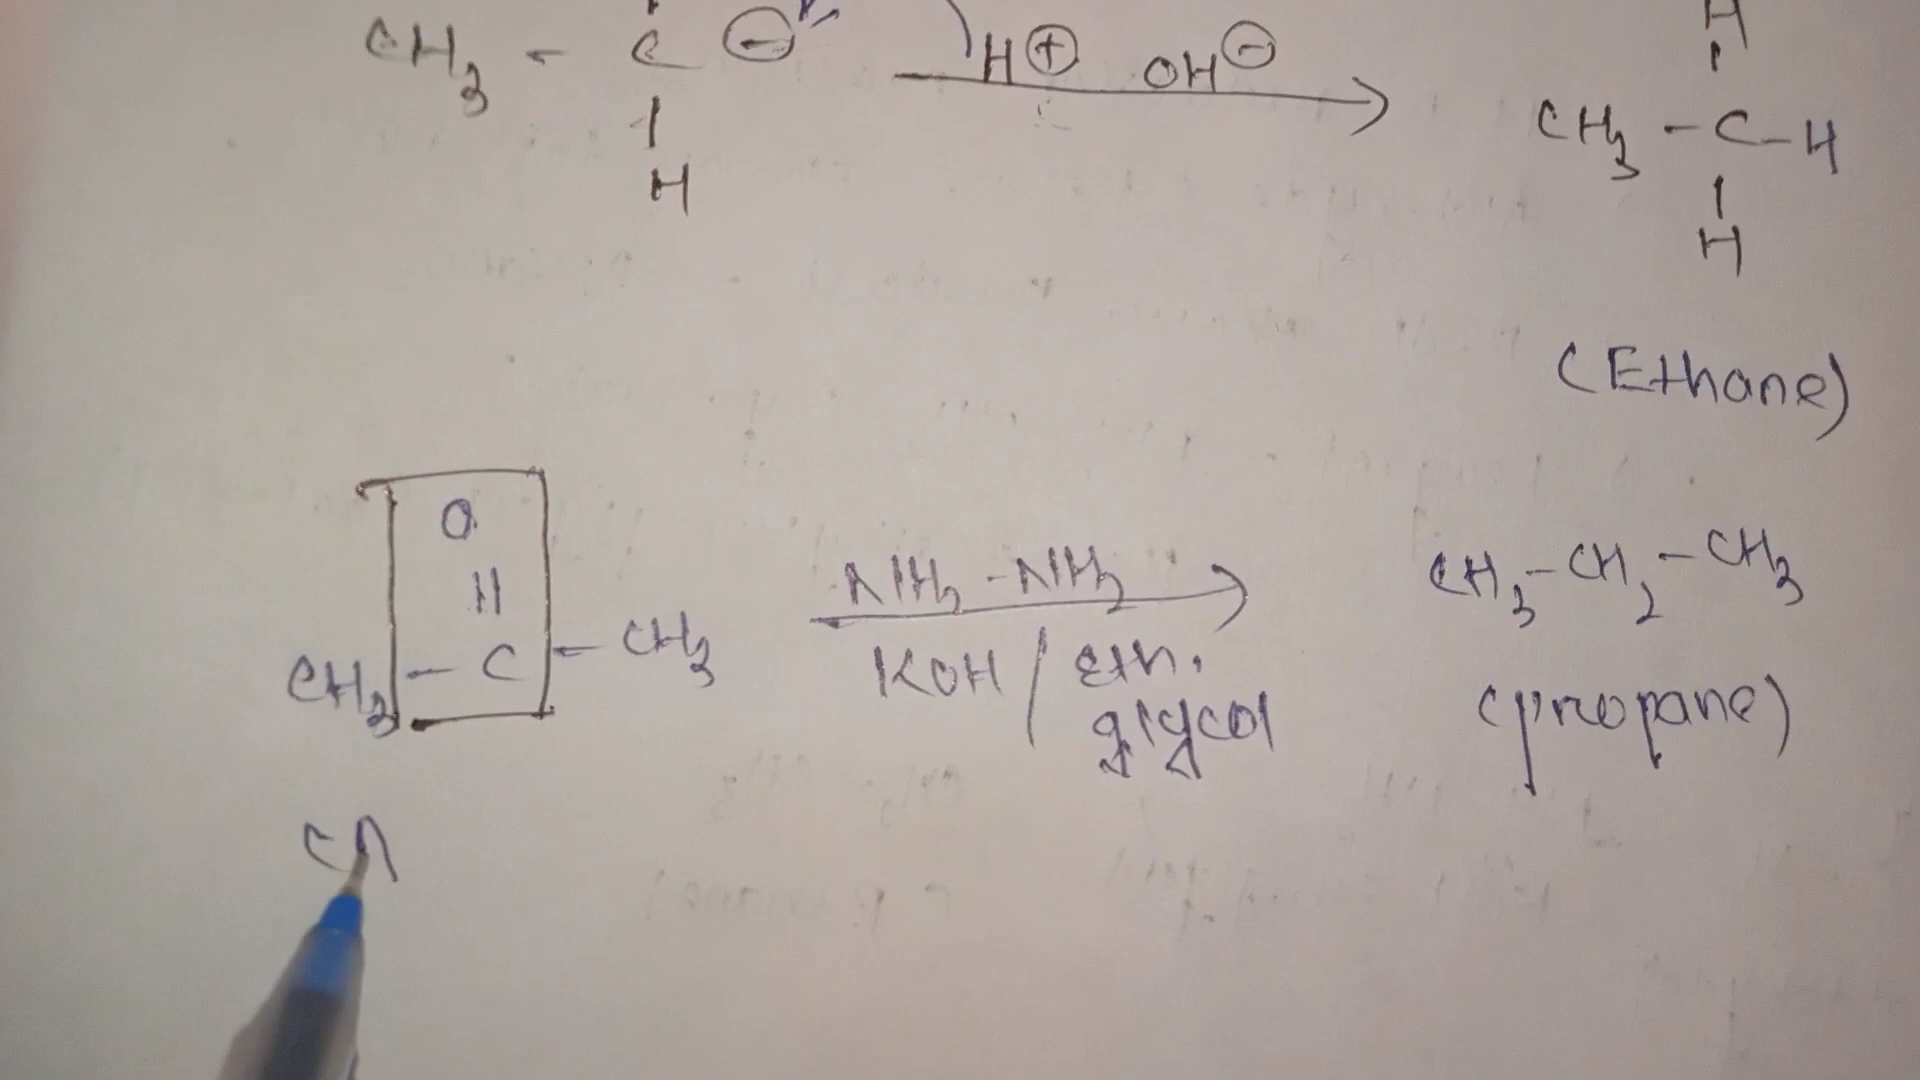 H
CH3 - C ⊖ H⊕ OH⊖ →
|
H
CH3 - C - H
|
H
(Ethane)
O
||
CH3 - C - CH3
NH2 - NH2 →
KOH / Eth.
glycol
CH3 - CH2 - CH3
(propane)